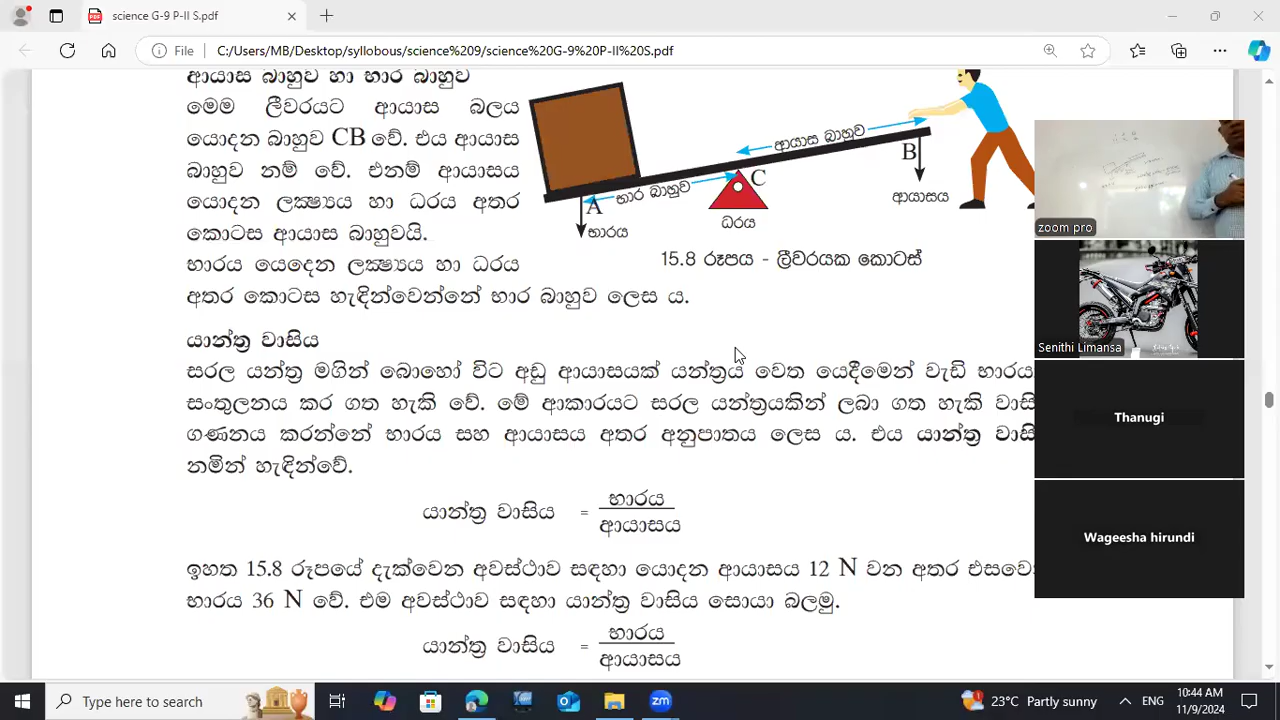 science G-9 P-II S.pdf
File
C:/Users/MB/Desktop/syllobous/science%209/science%20G-9%20P-II%20S.pdf
ආයාස බාහුව හා භාර බාහුව
මෙම ලීවරයට ආයාස බලය
යොදන බාහුව CB වේ. එය ආයාස
බාහුව නම් වේ. එනම් ආයාසය
යොදන ලක්‍ෂ්‍යය හා ධරය අතර
කොටස ආයාස බාහුවයි.
භාරය යෙදෙන ලක්‍ෂ්‍යය හා ධරය
අතර කොටස හැඳින්වෙන්නේ භාර බාහුව ලෙස ය.
ආයාස බාහුව
B
C
භාර බාහුව
A
ආයාසය
ධරය
භාරය
15.8 රූපය - ලීවරයක කොටස්
යාන්ත්‍ර වාසිය
සරල යන්ත්‍ර මගින් බොහෝ විට අඩු ආයාසයක් යන්ත්‍රය වෙත යෙදීමෙන් වැඩි භාරය
සංතුලනය කර ගත හැකි වේ. මේ ආකාරයට සරල යන්ත්‍රයකින් ලබා ගත හැකි වාසි
ගණනය කරන්නේ භාරය සහ ආයාසය අතර අනුපාතය ලෙස ය. එය යාන්ත්‍ර වාසි
නමින් හැඳින්වේ.
යාන්ත්‍ර වාසිය = භාරය
ආයාසය
ඉහත 15.8 රූපයේ දැක්වෙන අවස්ථාව සඳහා යොදන ආයාසය 12 N වන අතර එසවෙ
භාරය 36 N වේ. එම අවස්ථාව සඳහා යාන්ත්‍ර වාසිය සොයා බලමු.
යාන්ත්‍ර වාසිය = භාරය
ආයාසය
zoom pro
Senithi Limansa
Thanugi
Wageesha hirundi
Type here to search
zm
23°C Partly sunny
ENG
10:44 AM
11/9/2024